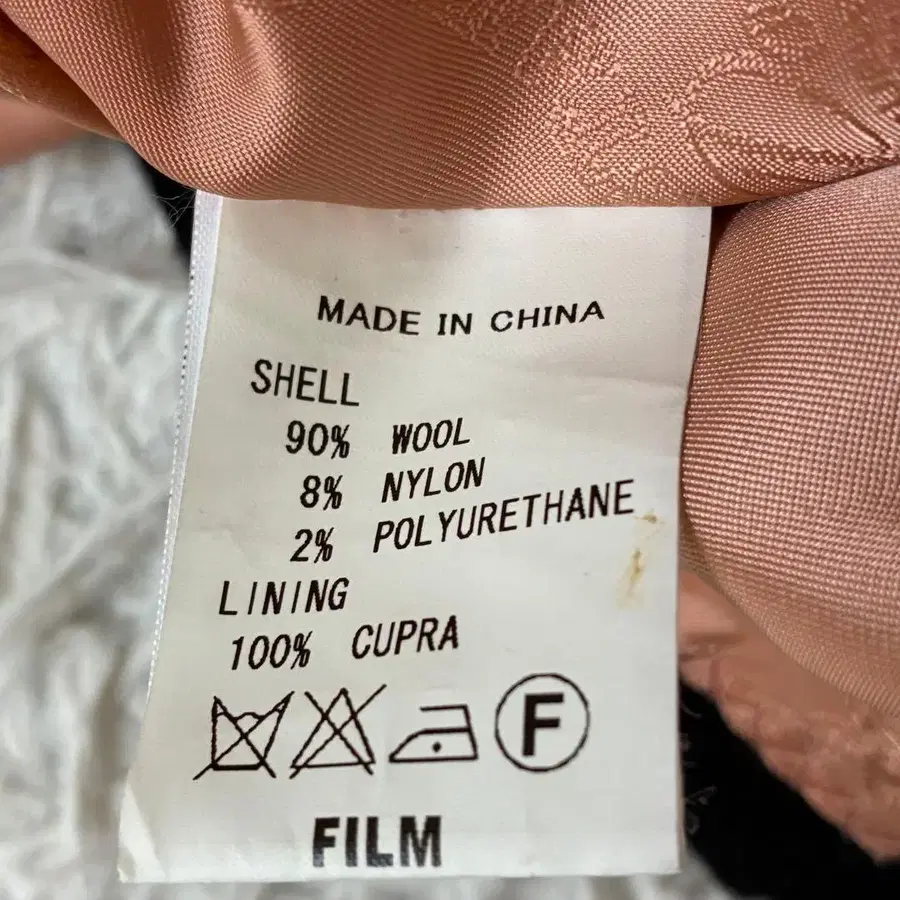 MADE IN CHINA
SHELL
90% WOOL
8% NYLON
2% POLYURETHANE
LINING
100% CUPRA
F
FILM